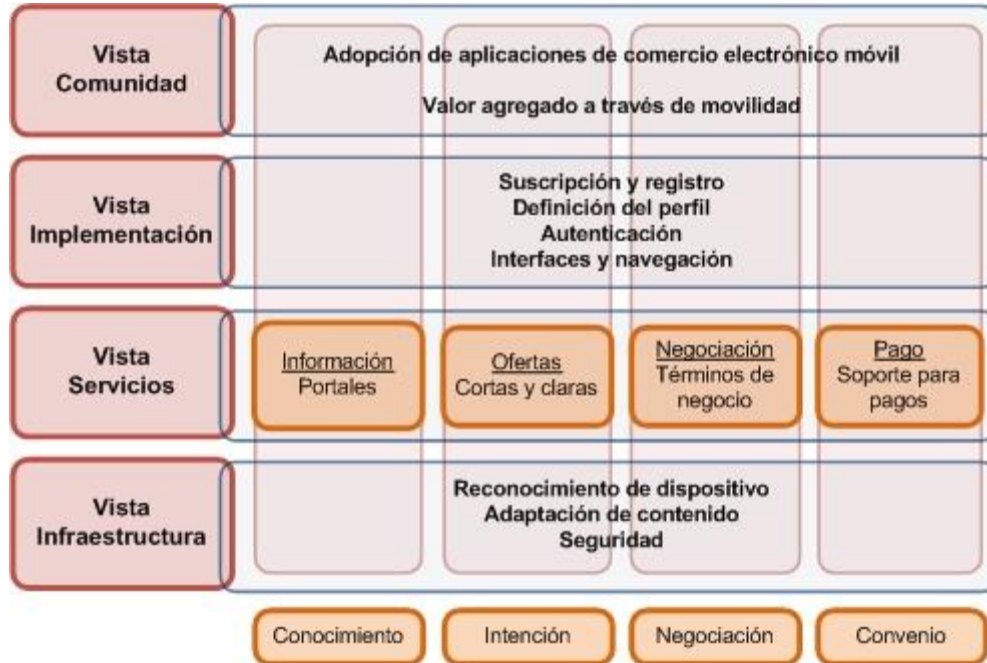 Vista
Comunidad
Adopción de aplicaciones de comercio electrónico móvil
Valor agregado a través de movilidad
Vista
Implementación
Suscripción y registro
Definición del perfil
Autenticación
Interfaces y navegación
Vista
Servicios
Información
Portales
Ofertas
Cortas y claras
Negociación
Términos de
negocio
Pago
Soporte para
pagos
Vista
Infraestructura
Reconocimiento de dispositivo
Adaptación de contenido
Seguridad
Conocimiento
Intención
Negociación
Convenio